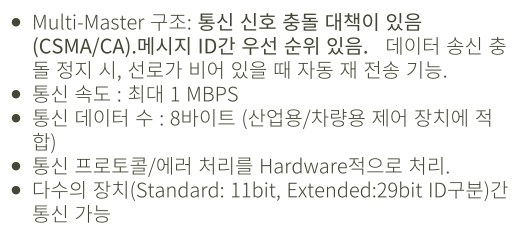 • Multi-Master 구조: 통신 신호 충돌 대책이 있음
(CSMA/CA).메시지 ID간 우선 순위 있음. 데이터 송신 충
돌 정지 시, 선로가 비어 있을 때 자동 재 전송 기능.
• 통신 속도 : 최대 1 MBPS
• 통신 데이터 수 : 8바이트 (산업용/차량용 제어 장치에 적
합)
• 통신 프로토콜/에러 처리를 Hardware적으로 처리.
• 다수의 장치(Standard: 11bit, Extended:29bit ID구분)간
통신 가능